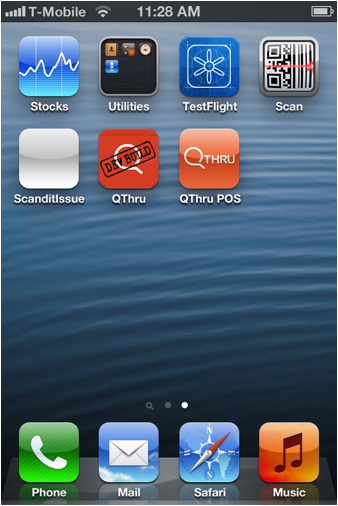 T-Mobile 11:28 AM
Stocks Utilities TestFlight Scan
DEV BUILD Q QTHRU
ScanditIssue QThru QThru POS
N
Phone Mail Safari Music